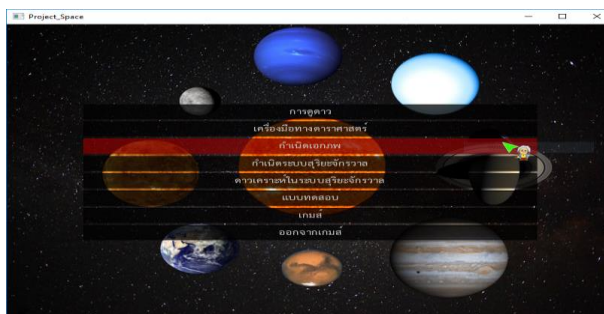 Project_Space
การดูดาว
เครื่องมือทางดาราศาสตร์
กำเนิดเอกภพ
กำเนิดระบบสุริยะจักรวาล
ดาวเคราะห์ในระบบสุริยะจักรวาล
แบบทดสอบ
เกมส์
ออกจากเกมส์